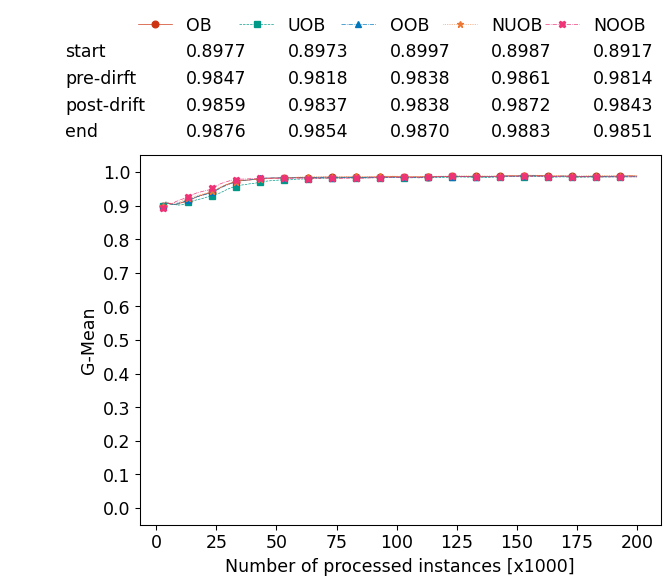 OB UOB OOB NUOB NOOB
start 0.8977 0.8973 0.8997 0.8987 0.8917
pre-dirft 0.9847 0.9818 0.9838 0.9861 0.9814
post-drift 0.9859 0.9837 0.9838 0.9872 0.9843
end 0.9876 0.9854 0.9870 0.9883 0.9851
1.0
0.9
0.8
0.7
0.6
0.5
0.4
0.3
0.2
0.1
0.0
G-Mean
0 25 50 75 100 125 150 175 200
Number of processed instances [x1000]